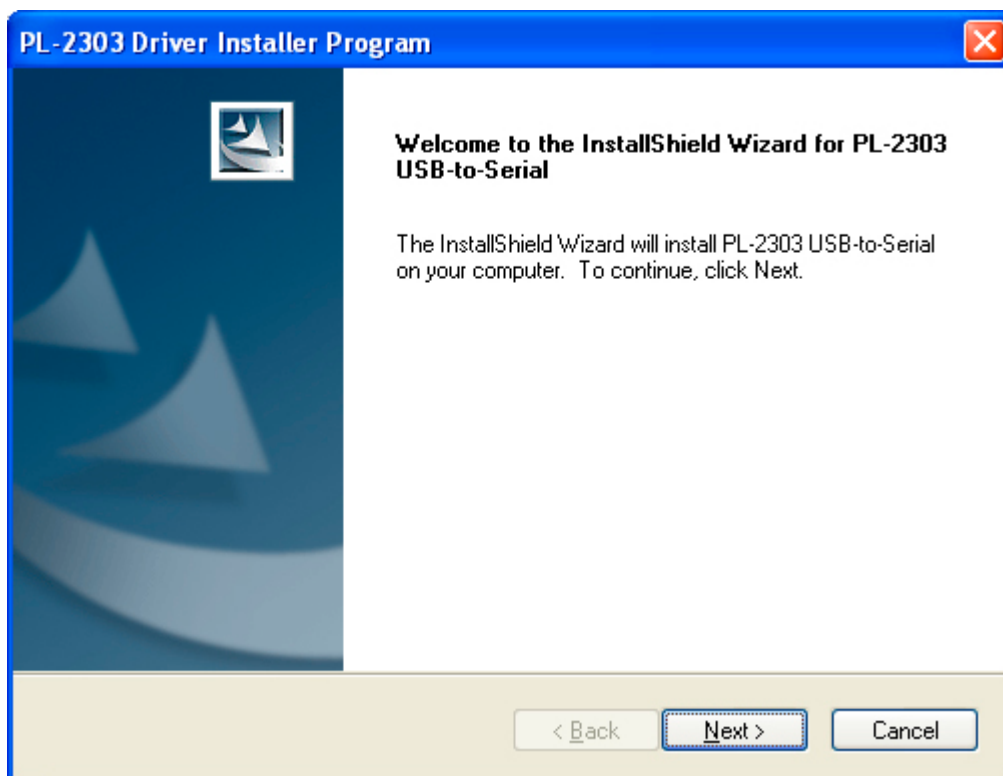 PL-2303 Driver Installer Program
Welcome to the InstallShield Wizard for PL-2303
USB-to-Serial
The InstallShield Wizard will install PL-2303 USB-to-Serial
on your computer.  To continue, click Next.
< Back
Next >
Cancel